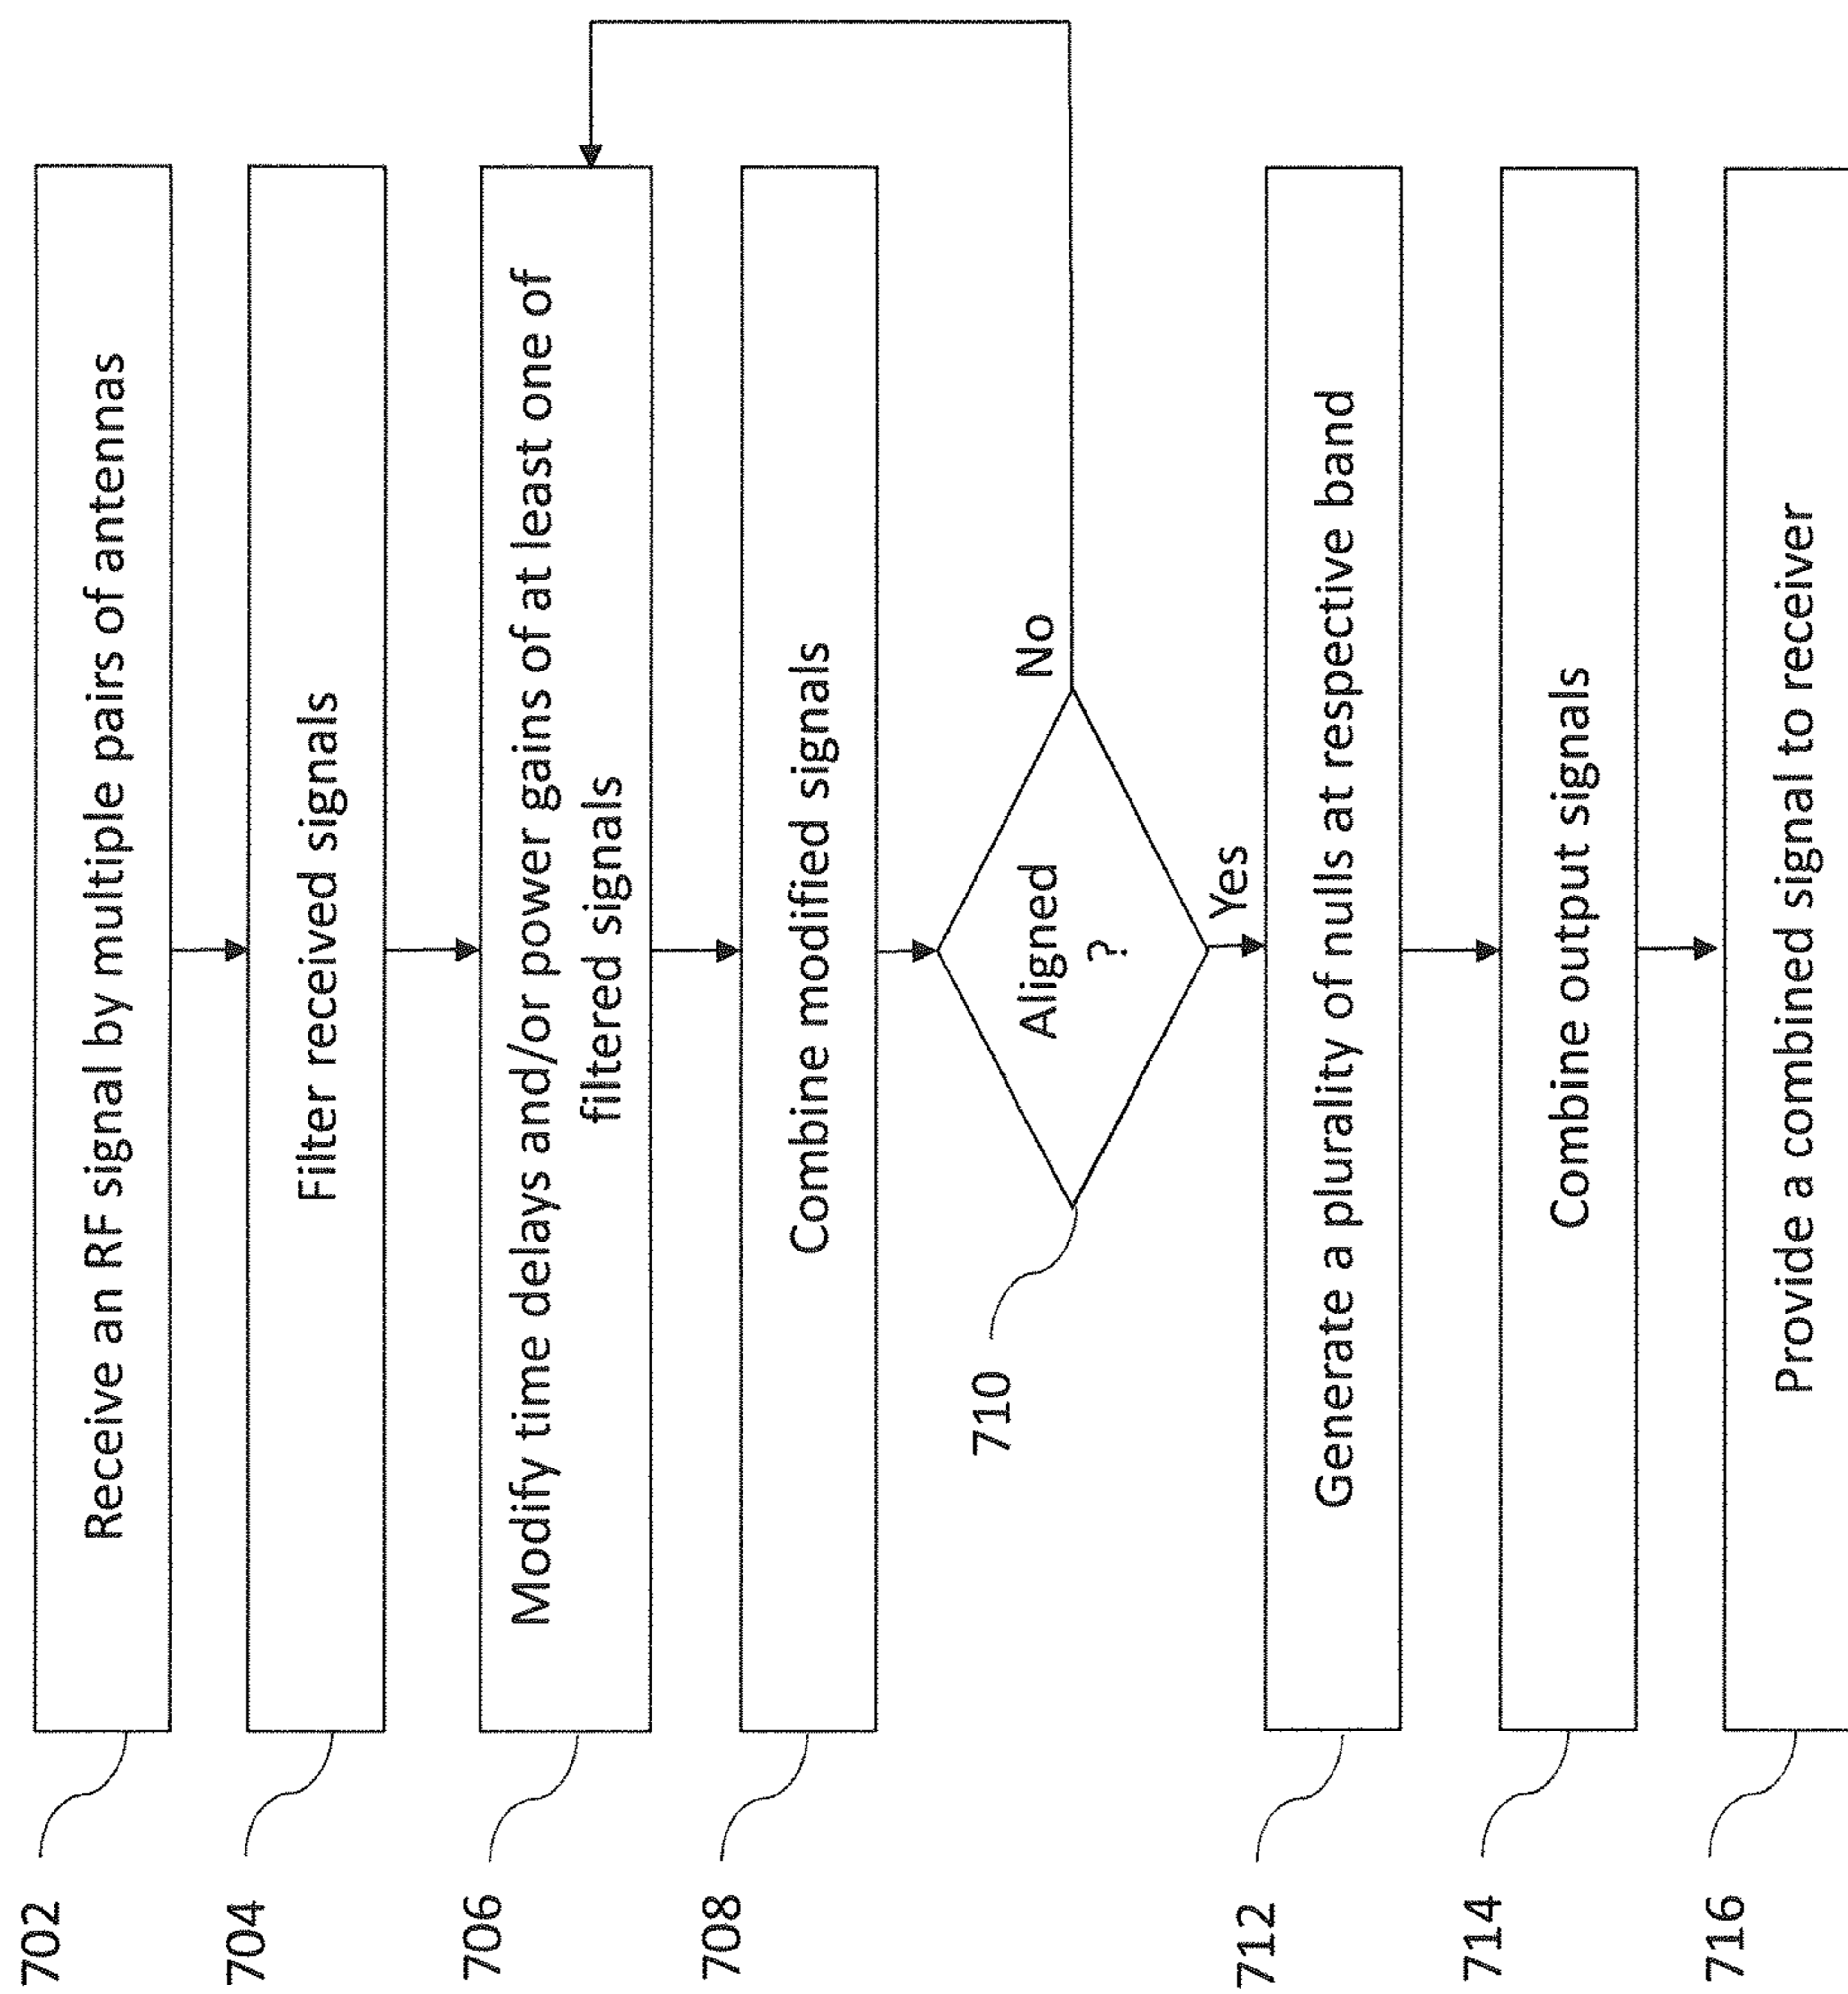 702
Receive an RF signal by multiple pairs of antennas
704
Filter received signals
706
Modify time delays and/or power gains of at least one of
filtered signals
708
Combine modified signals
710
Aligned
?
No
Yes
712
Generate a plurality of nulls at respective band
714
Combine output signals
716
Provide a combined signal to receiver